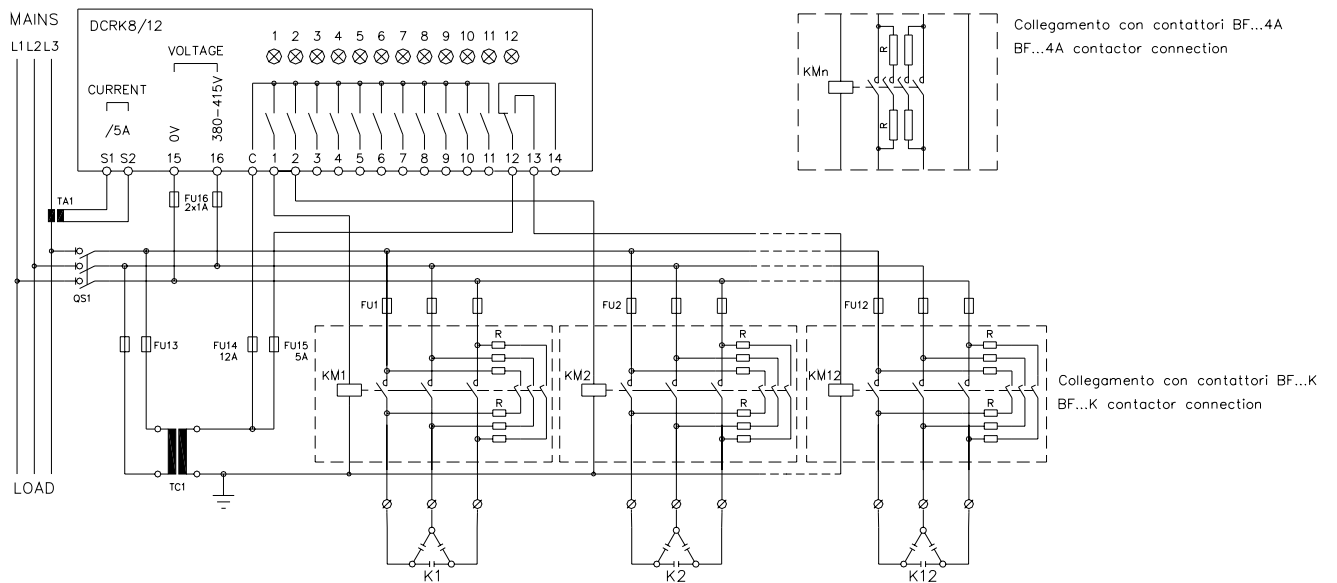 MAINS
L1 L2 L3
DCRK8/12
VOLTAGE
CURRENT
/5A
0V
380-415V
1 2 3 4 5 6 7 8 9 10 11 12
S1 S2 15 16 C 1 2 3 4 5 6 7 8 9 10 11 12 13 14
KMn
R
R
Collegamento con contattori BF...4A
BF...4A contactor connection
TA1
FU16
2x1A
QS1
FU1
FU2
FU12
FU13
FU14
12A
FU15
5A
KM1
R
R
KM2
R
R
KM12
R
R
Collegamento con contattori BF...K
BF...K contactor connection
LOAD
TC1
K1
K2
K12